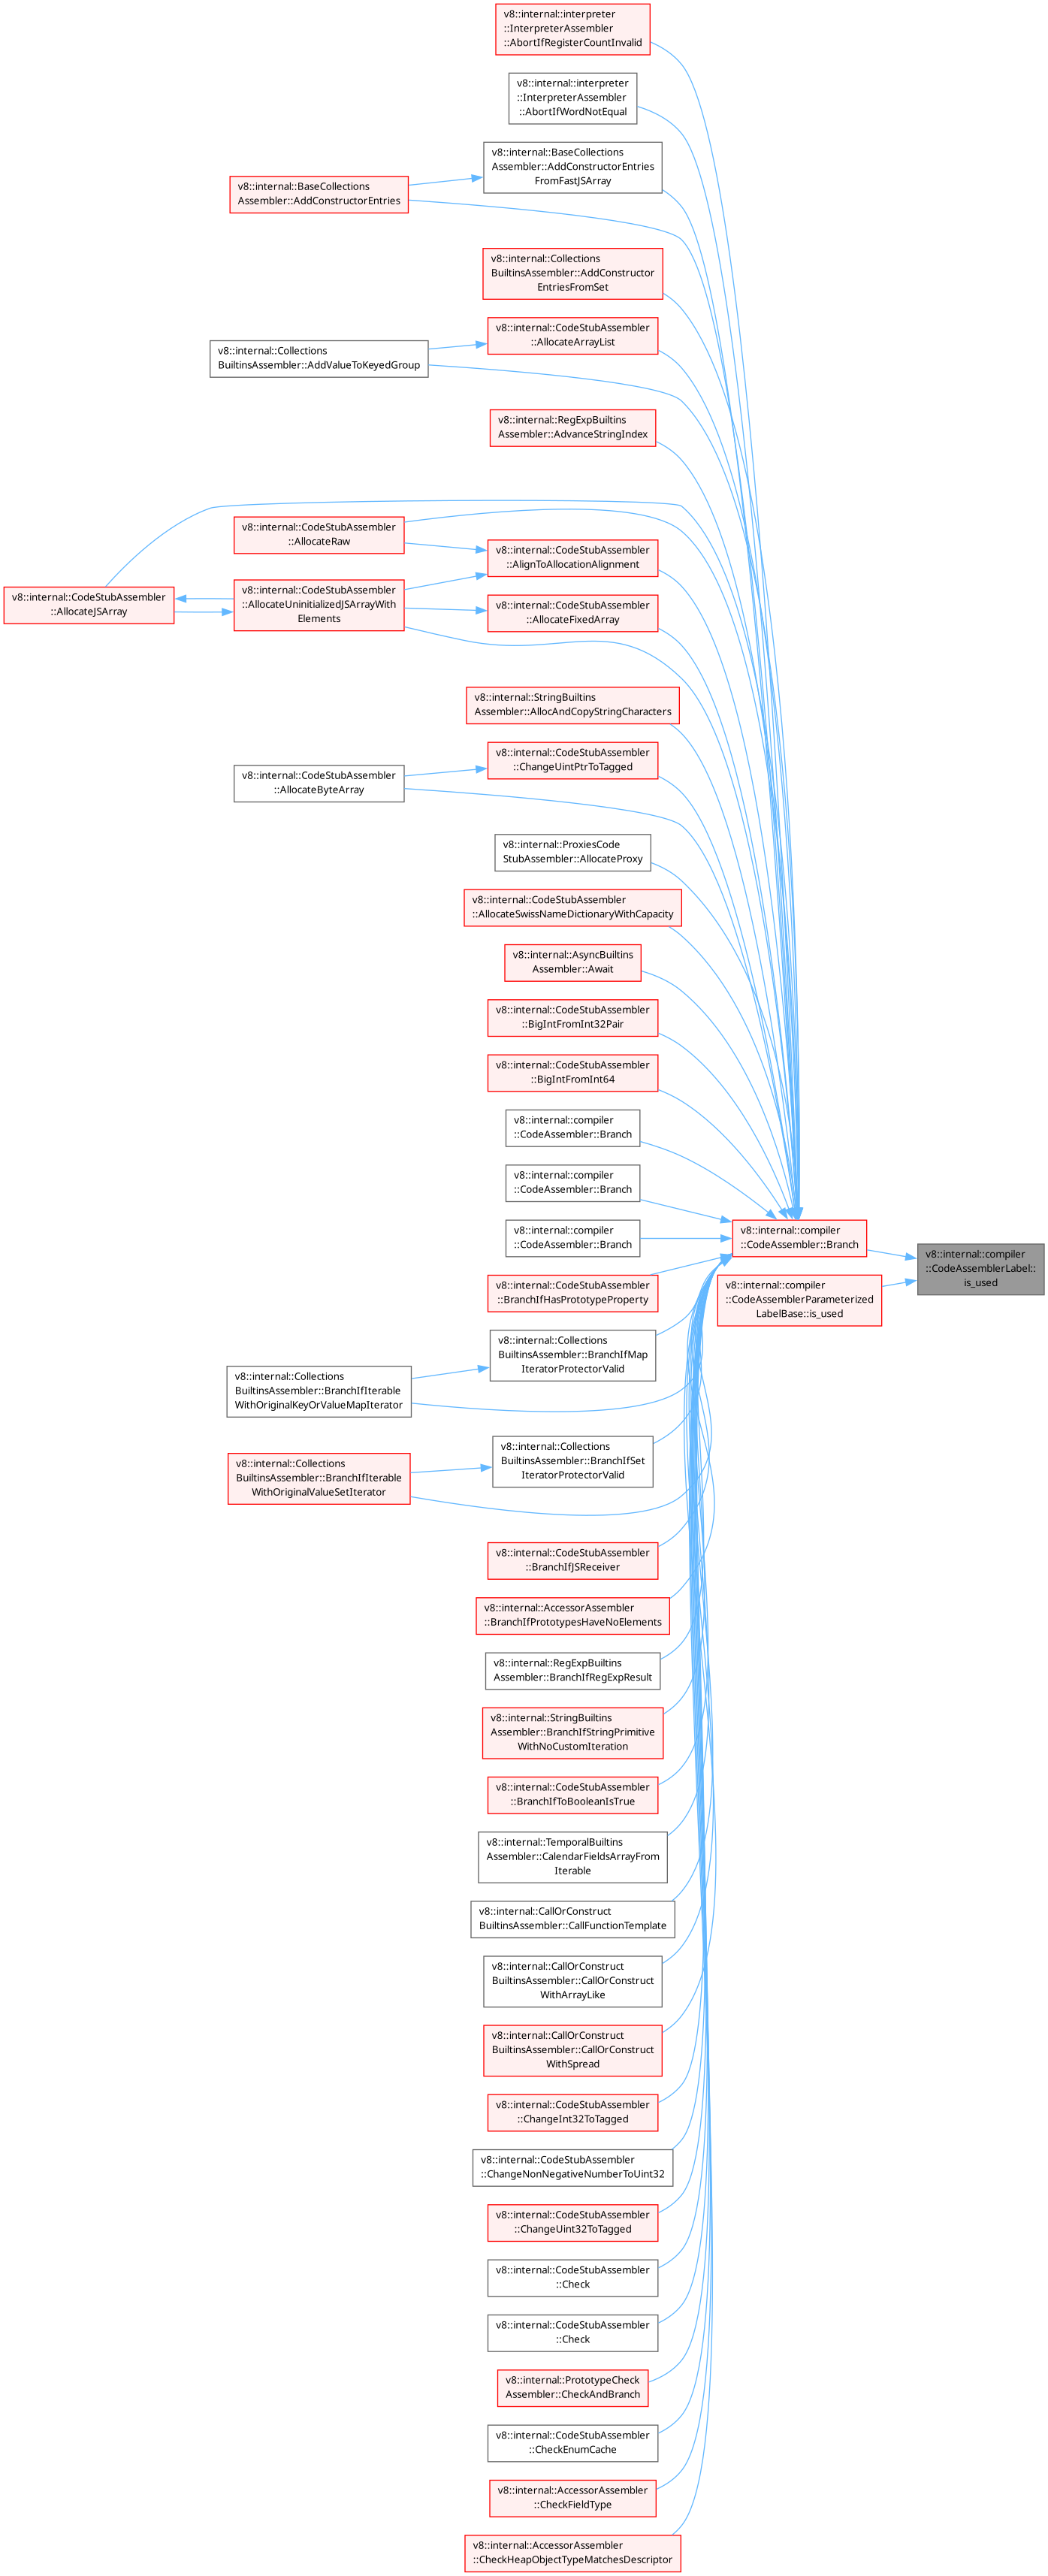 v8::internal::interpreter
::InterpreterAssembler
::AbortIfRegisterCountInvalid
v8::internal::interpreter
::InterpreterAssembler
::AbortIfWordNotEqual
v8::internal::BaseCollections
Assembler::AddConstructorEntries
FromFastJSArray
v8::internal::BaseCollections
Assembler::AddConstructorEntries
v8::internal::Collections
BuiltinsAssembler::AddConstructor
EntriesFromSet
v8::internal::CodeStubAssembler
::AllocateArrayList
v8::internal::Collections
BuiltinsAssembler::AddValueToKeyedGroup
v8::internal::RegExpBuiltins
Assembler::AdvanceStringIndex
v8::internal::CodeStubAssembler
::AllocateRaw
v8::internal::CodeStubAssembler
::AlignToAllocationAlignment
v8::internal::CodeStubAssembler
::AllocateJSArray
v8::internal::CodeStubAssembler
::AllocateUninitializedJSArrayWith
Elements
v8::internal::CodeStubAssembler
::AllocateFixedArray
v8::internal::StringBuiltins
Assembler::AllocAndCopyStringCharacters
v8::internal::CodeStubAssembler
::ChangeUintPtrToTagged
v8::internal::CodeStubAssembler
::AllocateByteArray
v8::internal::ProxiesCode
StubAssembler::AllocateProxy
v8::internal::CodeStubAssembler
::AllocateSwissNameDictionaryWithCapacity
v8::internal::AsyncBuiltins
Assembler::Await
v8::internal::CodeStubAssembler
::BigIntFromInt32Pair
v8::internal::CodeStubAssembler
::BigIntFromInt64
v8::internal::compiler
::CodeAssembler::Branch
v8::internal::compiler
::CodeAssembler::Branch
v8::internal::compiler
::CodeAssembler::Branch
v8::internal::compiler
::CodeAssembler::Branch
v8::internal::compiler
::CodeAssemblerLabel::
is_used
v8::internal::CodeStubAssembler
::BranchIfHasPrototypeProperty
v8::internal::compiler
::CodeAssemblerParameterized
LabelBase::is_used
v8::internal::Collections
BuiltinsAssembler::BranchIfMap
IteratorProtectorValid
v8::internal::Collections
BuiltinsAssembler::BranchIfIterable
WithOriginalKeyOrValueMapIterator
v8::internal::Collections
BuiltinsAssembler::BranchIfSet
IteratorProtectorValid
v8::internal::Collections
BuiltinsAssembler::BranchIfIterable
WithOriginalValueSetIterator
v8::internal::CodeStubAssembler
::BranchIfJSReceiver
v8::internal::AccessorAssembler
::BranchIfPrototypesHaveNoElements
v8::internal::RegExpBuiltins
Assembler::BranchIfRegExpResult
v8::internal::StringBuiltins
Assembler::BranchIfStringPrimitive
WithNoCustomIteration
v8::internal::CodeStubAssembler
::BranchIfToBooleanIsTrue
v8::internal::TemporalBuiltins
Assembler::CalendarFieldsArrayFrom
Iterable
v8::internal::CallOrConstruct
BuiltinsAssembler::CallFunctionTemplate
v8::internal::CallOrConstruct
BuiltinsAssembler::CallOrConstruct
WithArrayLike
v8::internal::CallOrConstruct
BuiltinsAssembler::CallOrConstruct
WithSpread
v8::internal::CodeStubAssembler
::ChangeInt32ToTagged
v8::internal::CodeStubAssembler
::ChangeNonNegativeNumberToUint32
v8::internal::CodeStubAssembler
::ChangeUint32ToTagged
v8::internal::CodeStubAssembler
::Check
v8::internal::CodeStubAssembler
::Check
v8::internal::PrototypeCheck
Assembler::CheckAndBranch
v8::internal::CodeStubAssembler
::CheckEnumCache
v8::internal::AccessorAssembler
::CheckFieldType
v8::internal::AccessorAssembler
::CheckHeapObjectTypeMatchesDescriptor